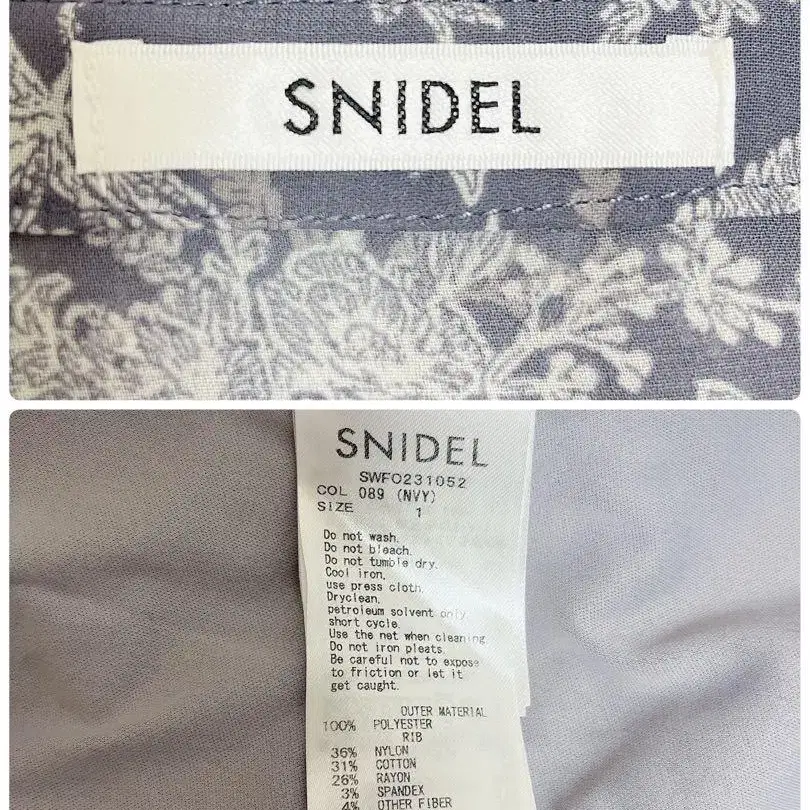 SNIDEL
SNIDEL
SWFO231052
COL 089 (NVY)
SIZE 1
Do not wash.
Do not bleach.
Do not tumble dry.
Cool iron,
use press cloth.
Dryclean,
petroleum solvent only
short cycle.
Use the net when cleaning
Do not iron pleats.
Be careful not to expose
to friction or let it
get caught.
OUTER MATERIAL
100% POLYESTER
RIB
36% NYLON
31% COTTON
26% RAYON
3% SPANDEX
4% OTHER FIBER